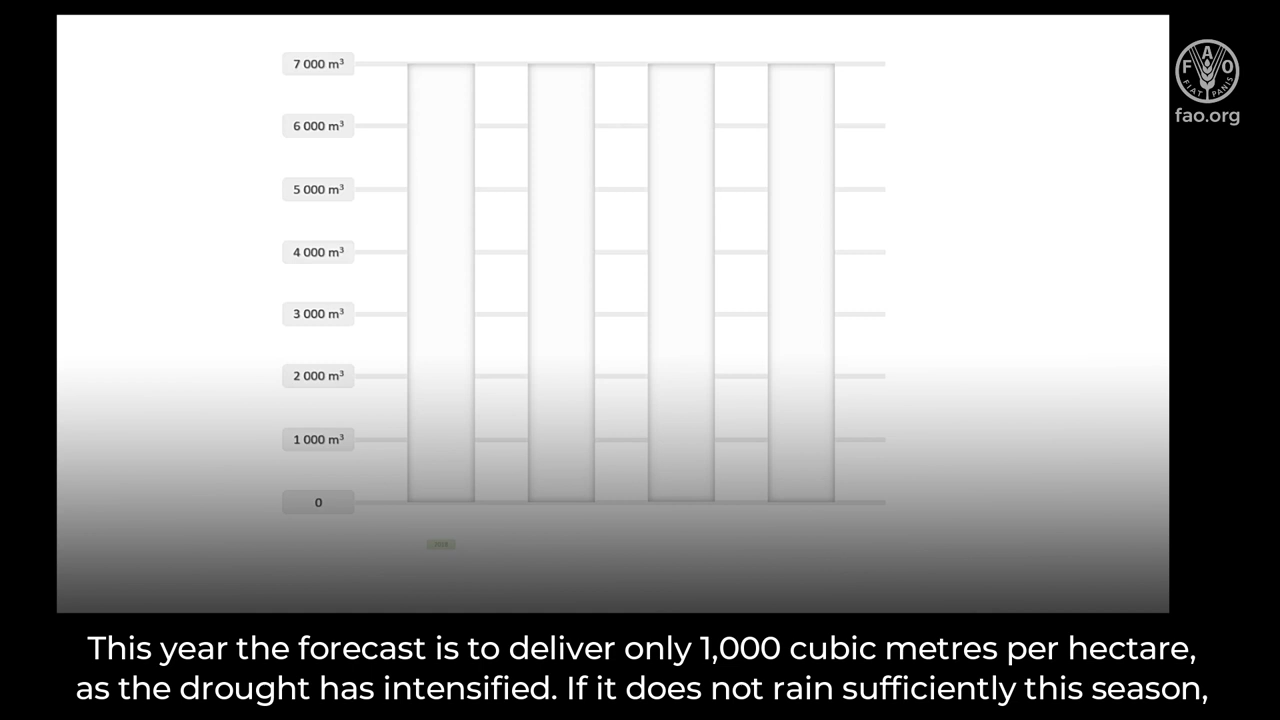 7 000 m³
6 000 m³
5 000 m³
4 000 m³
3 000 m³
2 000 m³
1 000 m³
0
F A O
FIAT PANIS
fao.org
This year the forecast is to deliver only 1,000 cubic metres per hectare,
as the drought has intensified. If it does not rain sufficiently this season,